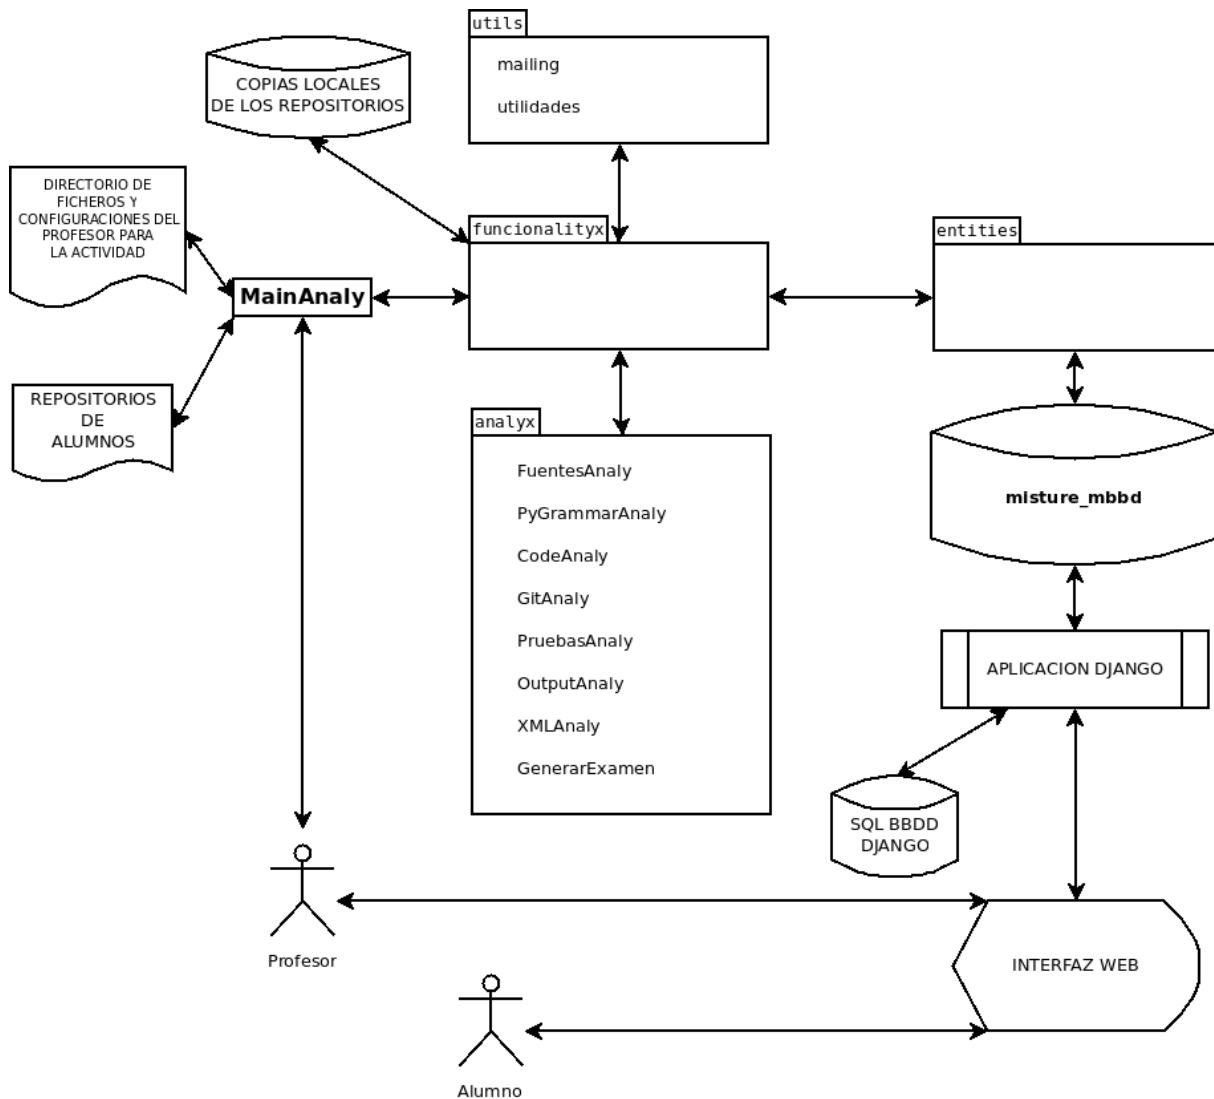 utils
mailing
utilidades
COPIAS LOCALES
DE LOS REPOSITORIOS
DIRECTORIO DE
FICHEROS Y
CONFIGURACIONES DEL
PROFESOR PARA
LA ACTIVIDAD
funcionalityx
entities
MainAnaly
REPOSITORIOS
DE
ALUMNOS
analyx
FuentesAnaly
PyGrammarAnaly
CodeAnaly
GitAnaly
PruebasAnaly
OutputAnaly
XMLAnaly
GenerarExamen
misture_mbbd
APLICACION DJANGO
SQL BBDD
DJANGO
Profesor
INTERFAZ WEB
Alumno